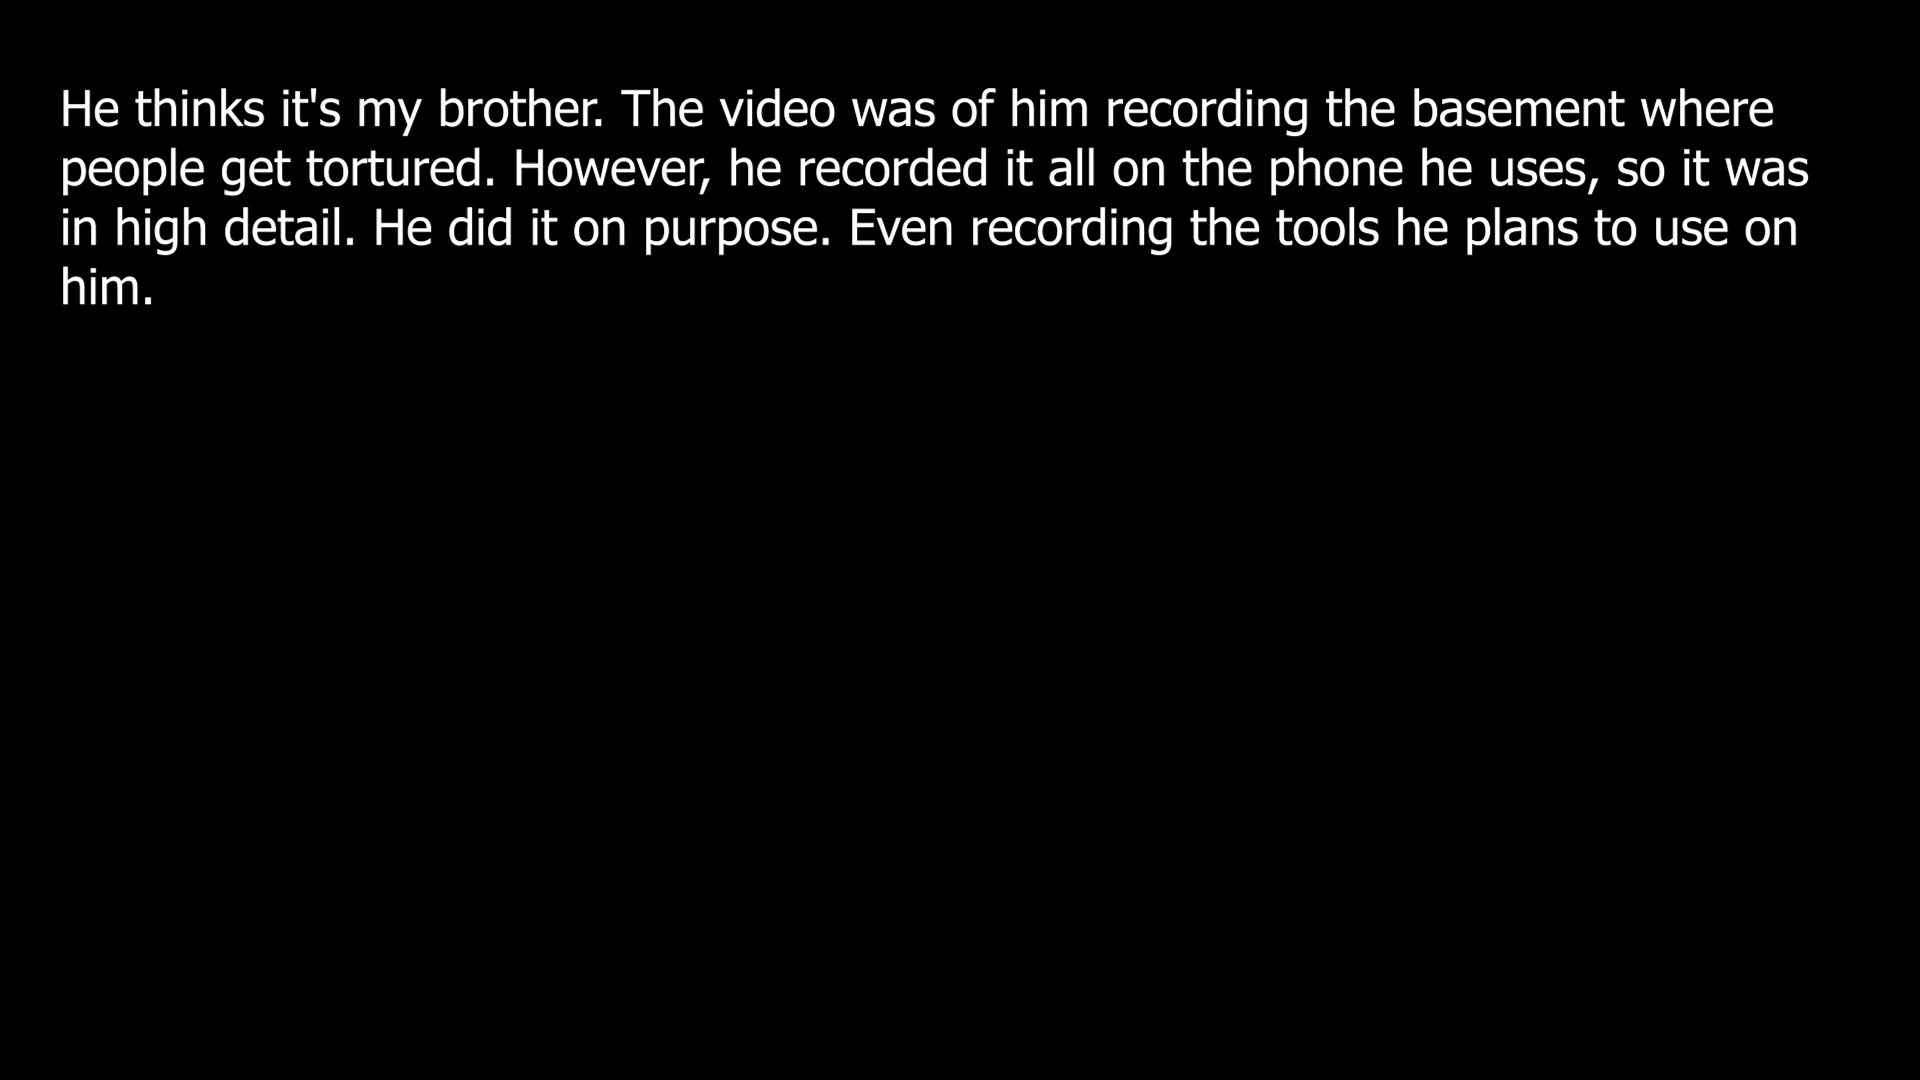 He thinks it's my brother. The video was of him recording the basement where
people get tortured. However, he recorded it all on the phone he uses, so it was
in high detail. He did it on purpose. Even recording the tools he plans to use on
him.